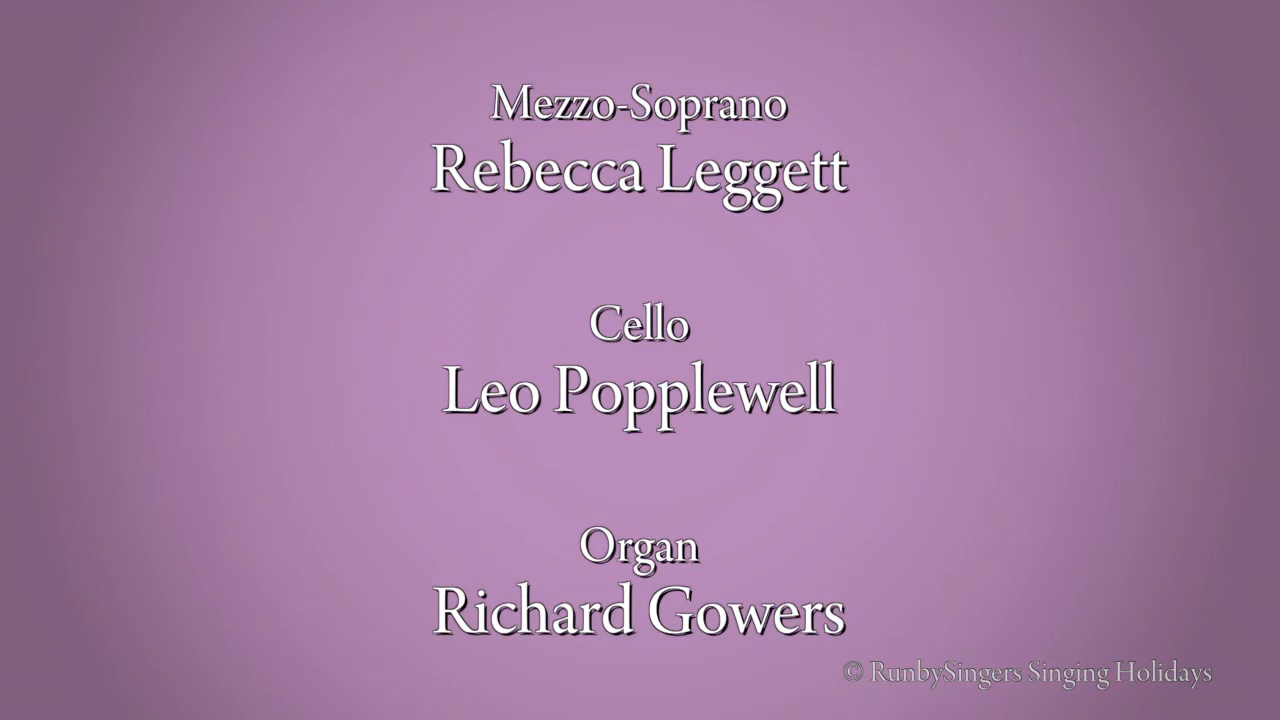 Mezzo-Soprano
Rebecca Leggett
Cello
Leo Popplewell
Organ
Richard Gowers
© RunbySingers Singing Holidays